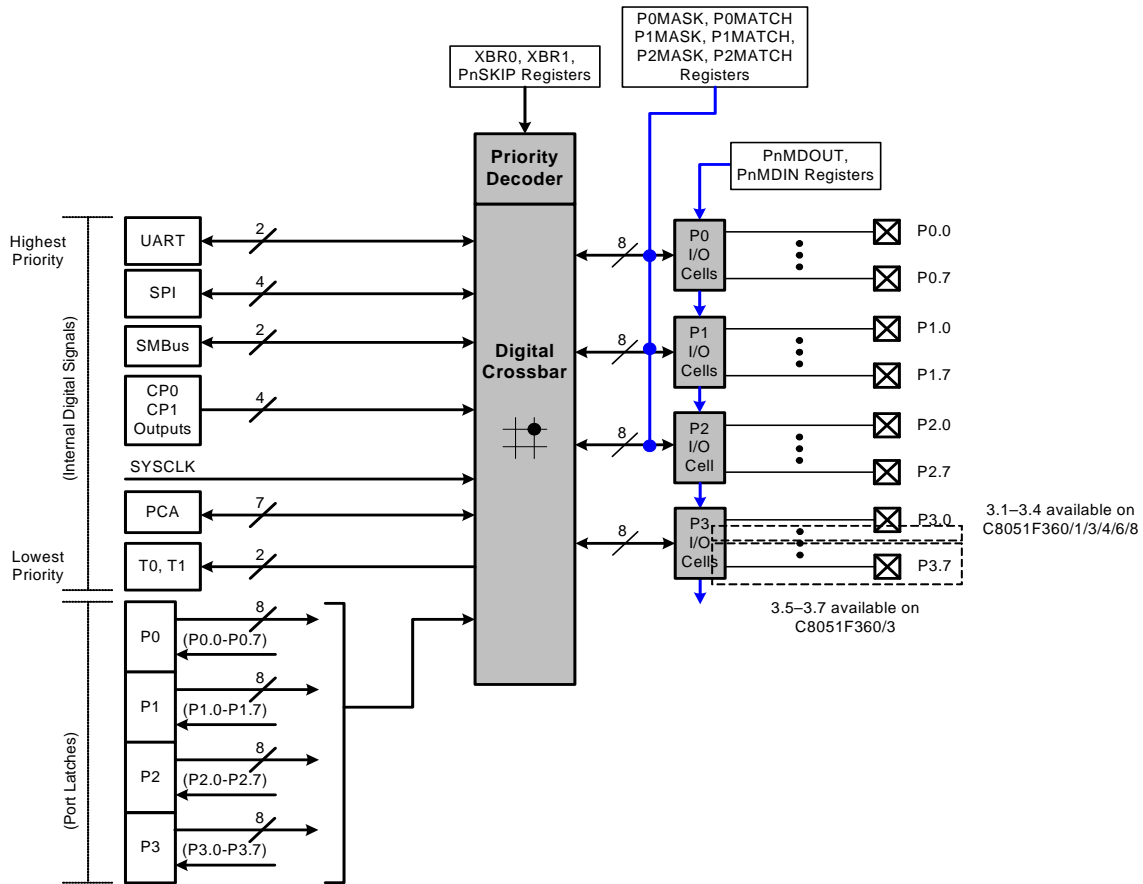 P0MASK, P0MATCH
P1MASK, P1MATCH,
P2MASK, P2MATCH
Registers
XBR0, XBR1,
PnSKIP Registers
PnMDOUT,
PnMDIN Registers
Priority
Decoder
Digital
Crossbar
Highest
Priority
(Internal Digital Signals)
Lowest
Priority
UART
2
SPI
4
SMBus
2
CP0
CP1
Outputs
4
SYSCLK
PCA
7
T0, T1
2
(Port Latches)
P0
8
(P0.0-P0.7)
P1
8
(P1.0-P1.7)
P2
8
(P2.0-P2.7)
P3
8
(P3.0-P3.7)
8
P0
I/O
Cells
P0.0
P0.7
8
P1
I/O
Cells
P1.0
P1.7
8
P2
I/O
Cell
P2.0
P2.7
8
P3
I/O
Cells
P3.0
P3.7
3.1–3.4 available on
C8051F360/1/3/4/6/8
3.5–3.7 available on
C8051F360/3